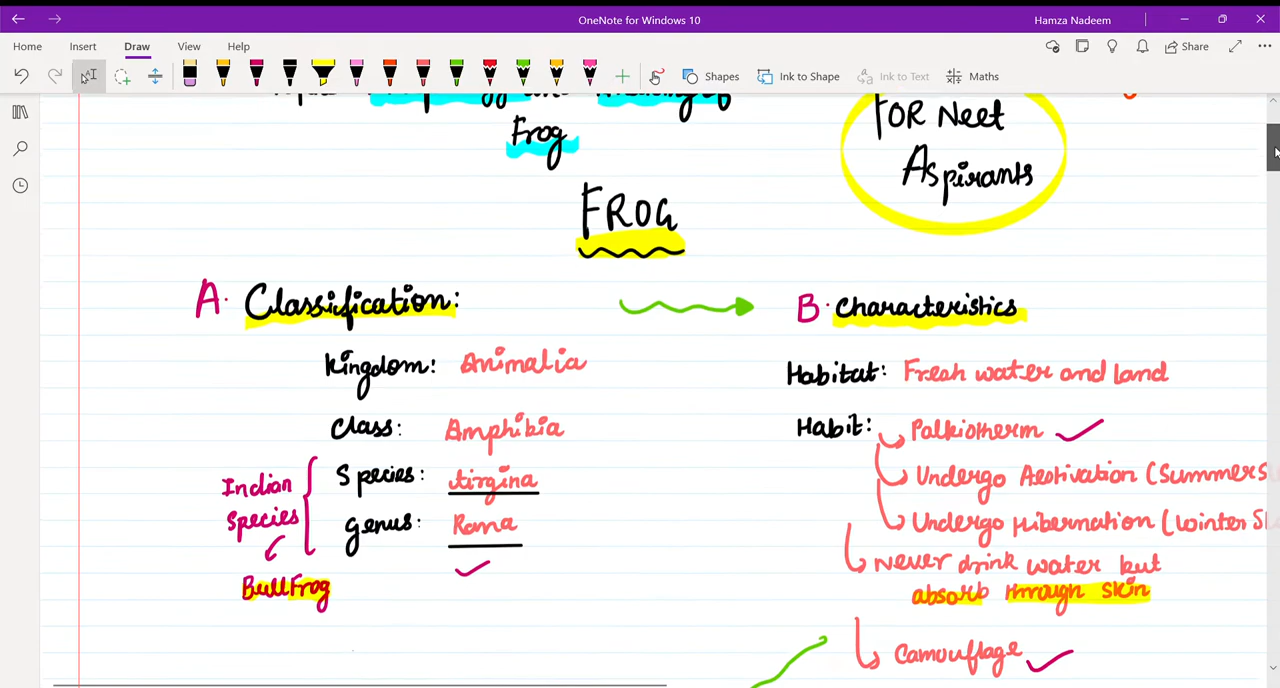 OneNote for Windows 10
Hamza Nadeem
Home Insert Draw View Help
Share
Shapes Ink to Shape Ink to Text Maths
Frog
FOR Neet
Aspirants
FROG
A. Classification:
Kingdom: Animalia
Class: Amphibia
Species: tirgina
Genus: Rana
Indian
Species
BullFrog
B. Characteristics
Habitat: Fresh water and land
Habit: Palkiotherm
Undergo Aestivation (Summer S
Undergo Hibernation (Winter Sl
Never drink water but
absorb through skin
Camouflage